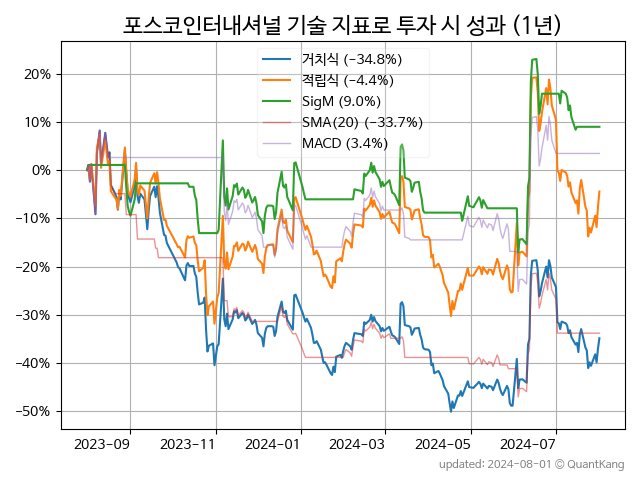 포스코인터내셔널 기술 지표로 투자 시 성과 (1년)
거치식 (−34.8%)
적립식 (−4.4%)
SigM (9.0%)
SMA(20) (−33.7%)
MACD (3.4%)
20%
10%
0%
−10%
−20%
−30%
−40%
−50%
2023-09 2023-11 2024-01 2024-03 2024-05 2024-07
updated: 2024-08-01 © QuantKang